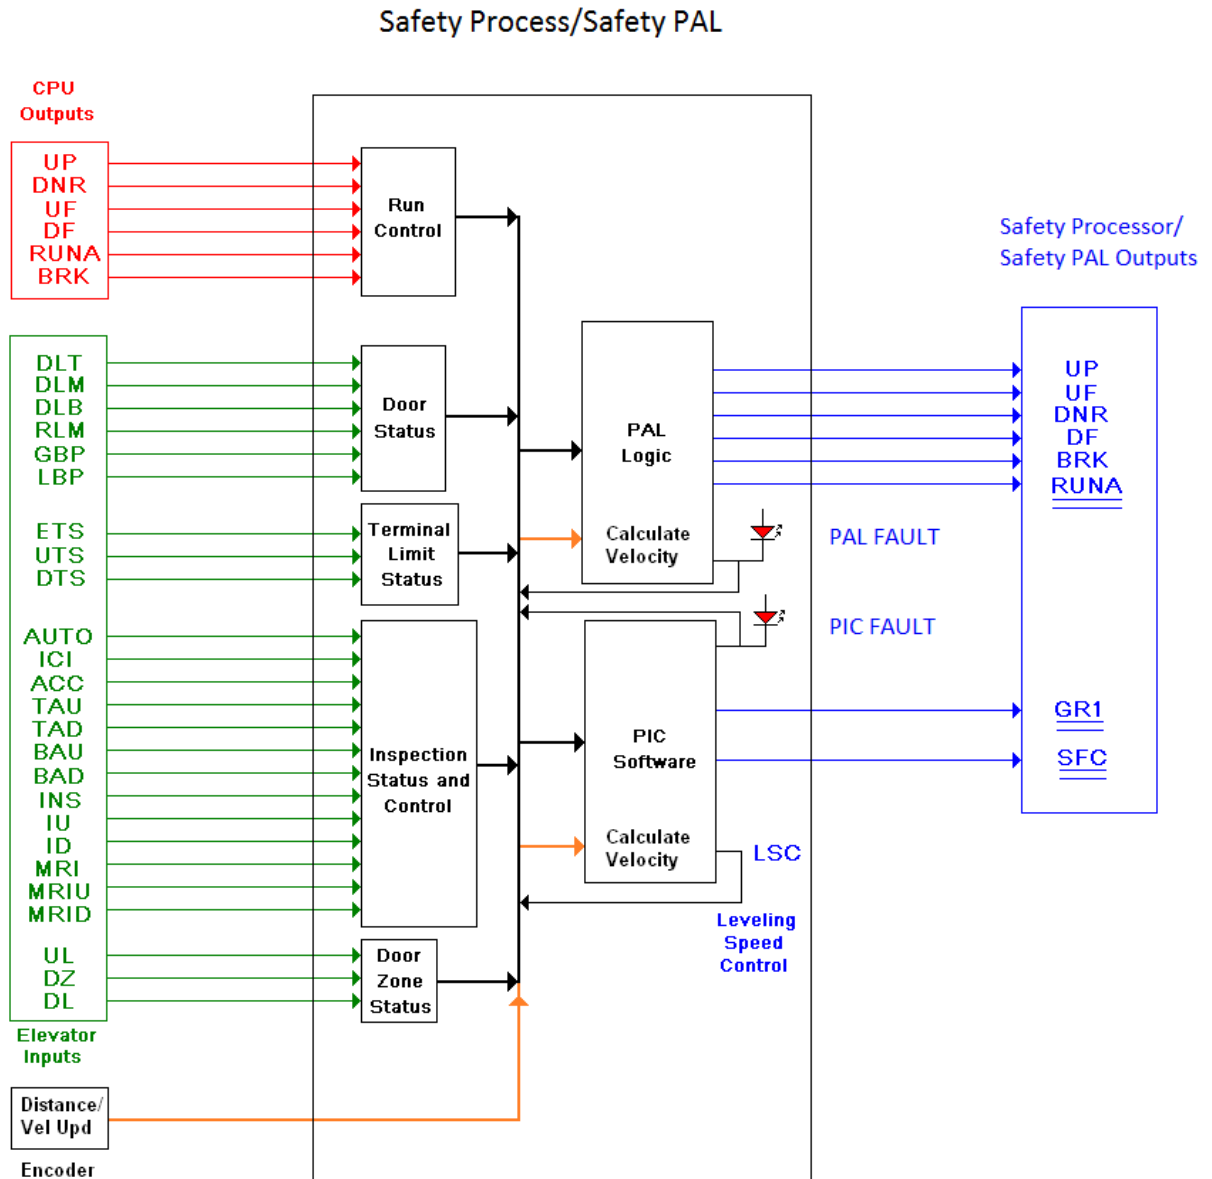 Safety Process/Safety PAL
CPU
Outputs
UP
DNR
UF
DF
RUNA
BRK
Run
Control
Safety Processor/
Safety PAL Outputs
DLT
DLM
DLB
RLM
GBP
LBP
Door
Status
PAL
Logic
Calculate
Velocity
UP
UF
DNR
DF
BRK
RUNA
ETS
UTS
DTS
Terminal
Limit
Status
PAL FAULT
PIC FAULT
AUTO
ICI
ACC
TAU
TAD
BAU
BAD
INS
IU
ID
MRI
MRIU
MRID
Inspection
Status and
Control
PIC
Software
Calculate
Velocity
GR1
SFC
LSC
Leveling
Speed
Control
UL
DZ
DL
Door
Zone
Status
Elevator
Inputs
Distance/
Vel Upd
Encoder